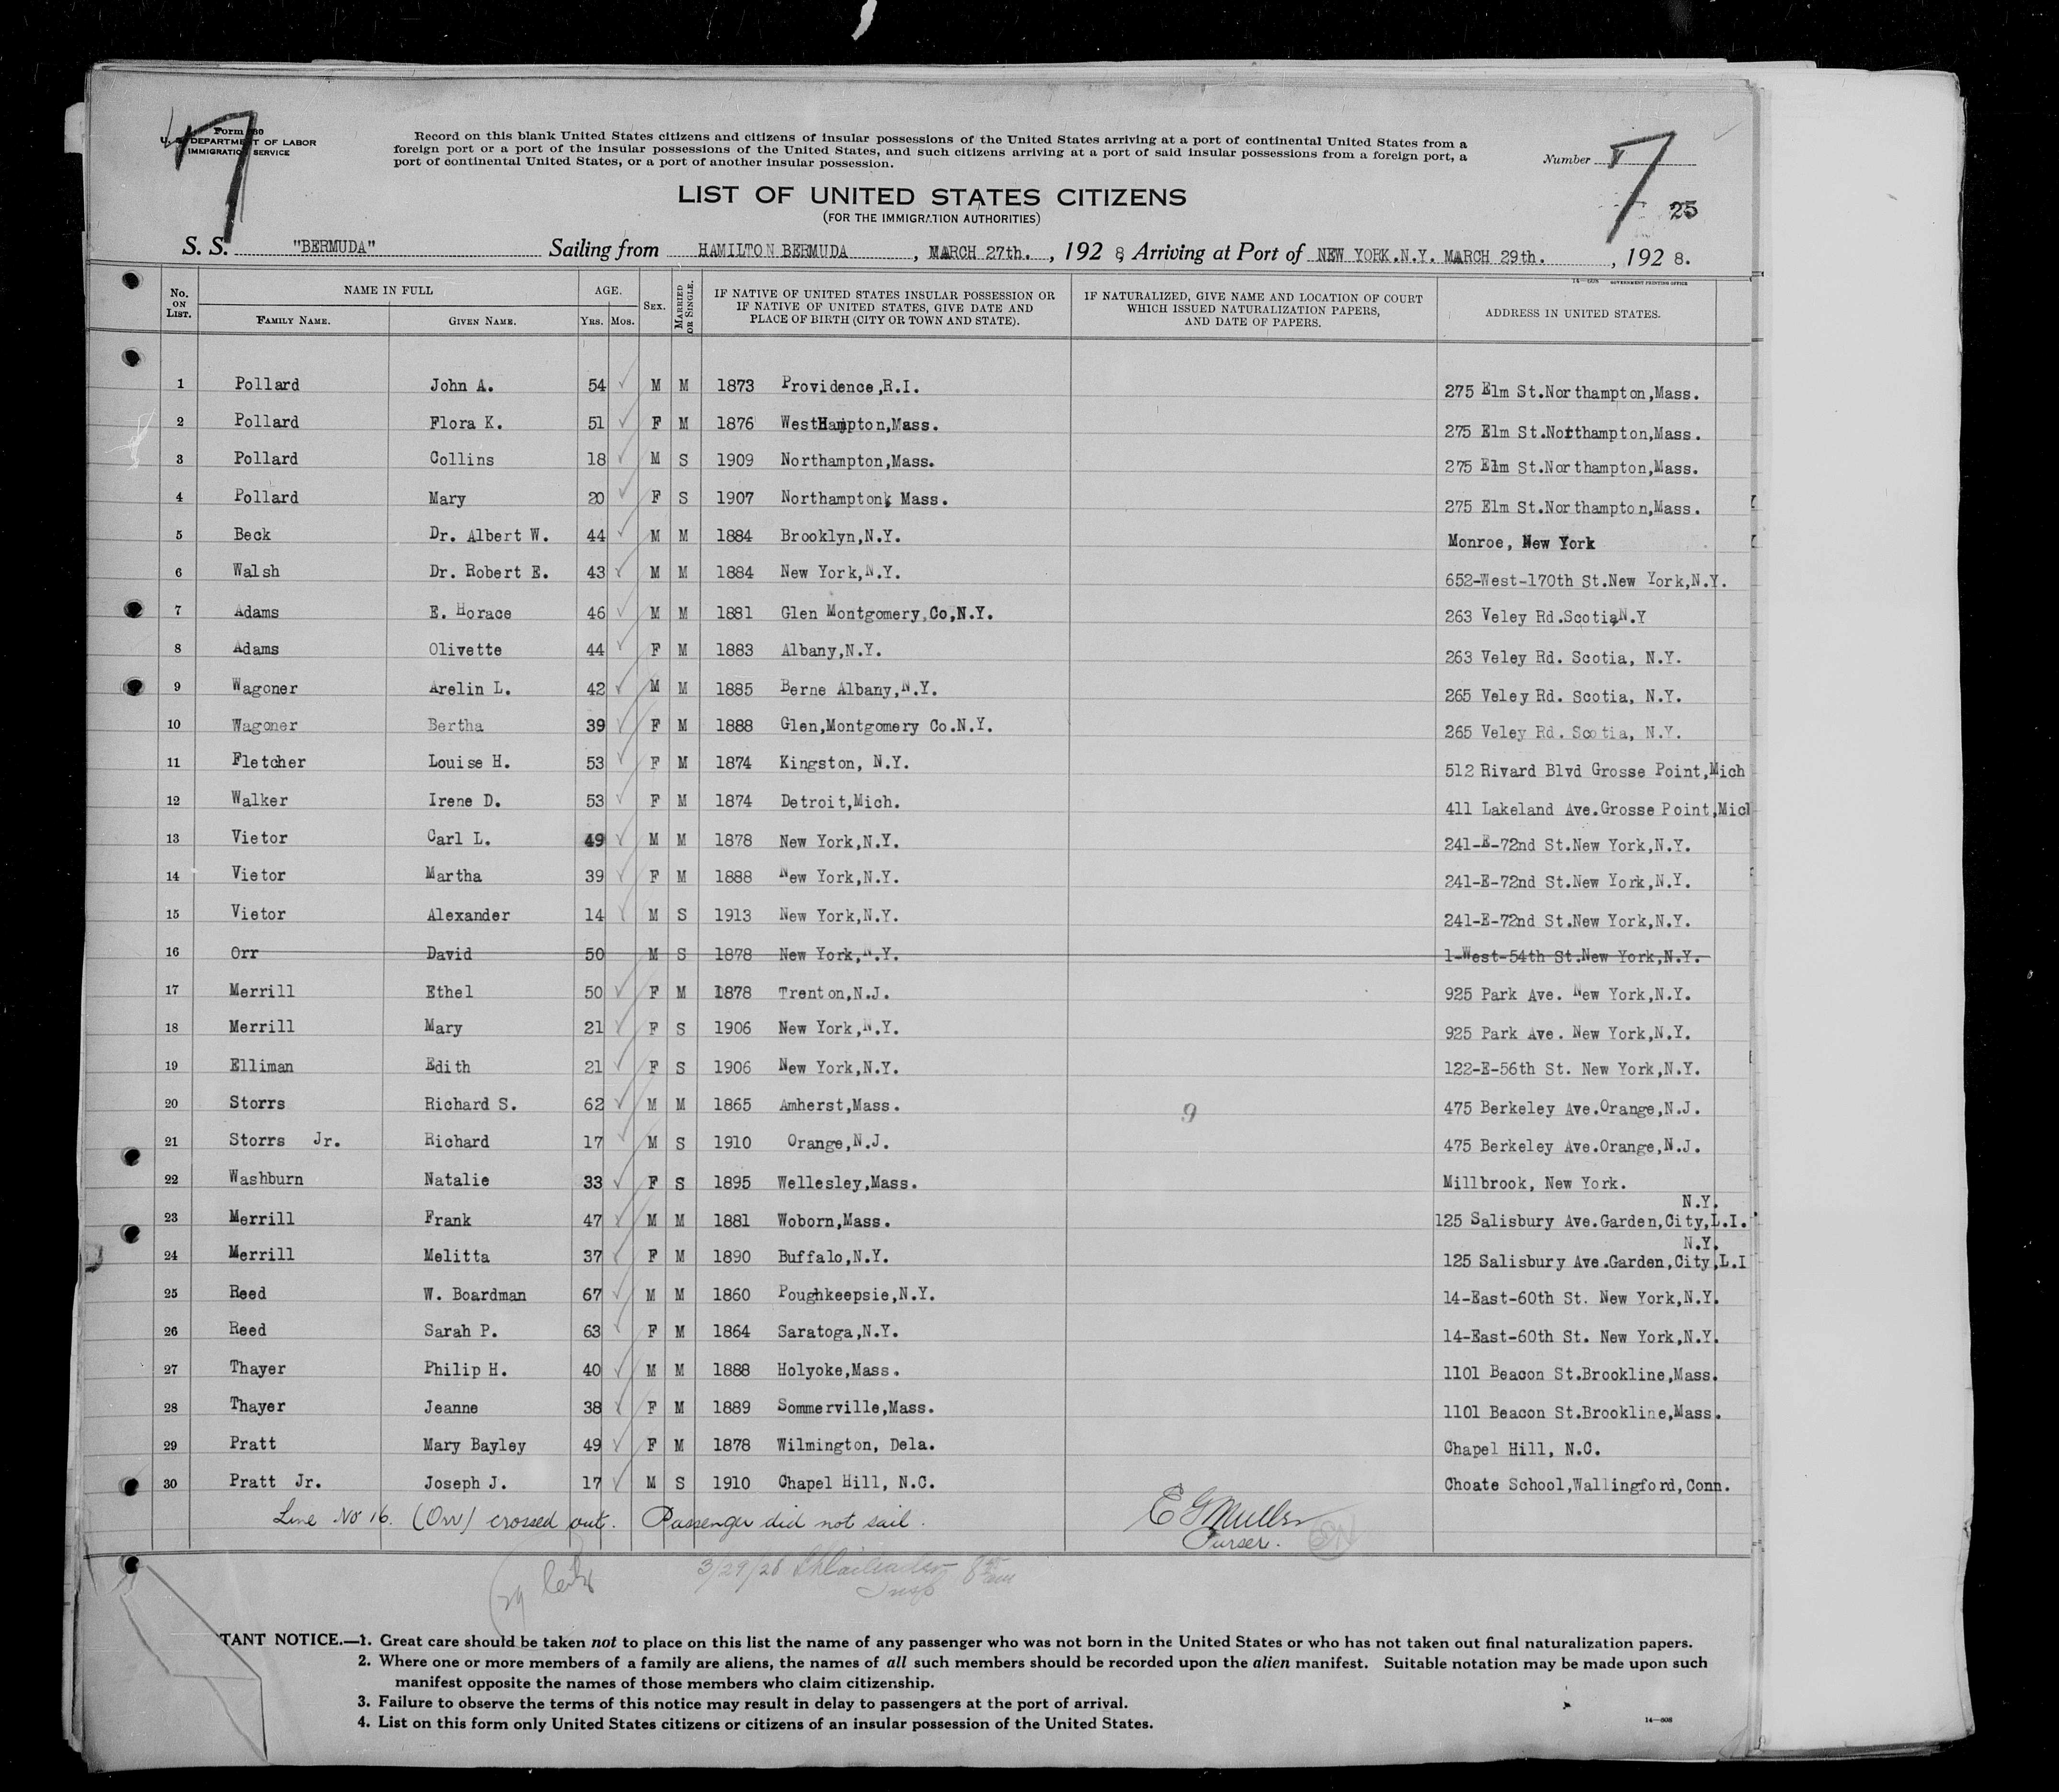 Form 630
U. S. DEPARTMENT OF LABOR
IMMIGRATION SERVICE
Record on this blank United States citizens and citizens of insular possessions of the United States arriving at a port of continental United States from a
foreign port or a port of the insular possessions of the United States, and such citizens arriving at a port of said insular possessions from a foreign port, a
port of continental United States, or a port of another insular possession.
Number
7
7
25
LIST OF UNITED STATES CITIZENS
(FOR THE IMMIGRATION AUTHORITIES)
S. S. "BERMUDA" Sailing from HAMILTON BERMUDA , MARCH 27th. , 192 8, Arriving at Port of NEW YORK.N.Y. MARCH 29th. , 192 8.
14—608 GOVERNMENT PRINTING OFFICE
No. ON LIST. NAME IN FULL AGE. SEX. MARRIED OR SINGLE. IF NATIVE OF UNITED STATES INSULAR POSSESSION OR IF NATIVE OF UNITED STATES, GIVE DATE AND PLACE OF BIRTH (CITY OR TOWN AND STATE). IF NATURALIZED, GIVE NAME AND LOCATION OF COURT WHICH ISSUED NATURALIZATION PAPERS, AND DATE OF PAPERS. ADDRESS IN UNITED STATES.
FAMILY NAME. GIVEN NAME. YRS. MOS.
1 Pollard John A. 54 M M 1873 Providence,R.I. 275 Elm St.Northampton,Mass.
2 Pollard Flora K. 51 F M 1876 WestHampton,Mass. 275 Elm St.Northampton,Mass.
3 Pollard Collins 18 M S 1909 Northampton,Mass. 275 Elm St.Northampton,Mass.
4 Pollard Mary 20 F S 1907 Northampton, Mass. 275 Elm St.Northampton,Mass.
5 Beck Dr. Albert W. 44 M M 1884 Brooklyn,N.Y. Monroe, New York
6 Walsh Dr. Robert E. 43 M M 1884 New York,N.Y. 652-West-170th St.New York,N.Y.
7 Adams E. Horace 46 M M 1881 Glen Montgomery,Co,N.Y. 263 Veley Rd.Scotia,N.Y
8 Adams Olivette 44 F M 1883 Albany,N.Y. 263 Veley Rd. Scotia, N.Y.
9 Wagoner Arelin L. 42 M M 1885 Berne Albany,N.Y. 265 Veley Rd. Scotia, N.Y.
10 Wagoner Bertha 39 F M 1888 Glen,Montgomery Co.N.Y. 265 Veley Rd. Scotia, N.Y.
11 Fletcher Louise H. 53 F M 1874 Kingston, N.Y. 512 Rivard Blvd Grosse Point,Mich
12 Walker Irene D. 53 F M 1874 Detroit,Mich. 411 Lakeland Ave.Grosse Point,Mich
13 Vietor Carl L. 49 M M 1878 New York,N.Y. 241-E-72nd St.New York,N.Y.
14 Vietor Martha 39 F M 1888 New York,N.Y. 241-E-72nd St.New York,N.Y.
15 Vietor Alexander 14 M S 1913 New York,N.Y. 241-E-72nd St.New York,N.Y.
16 Orr David 50 M S 1878 New York,N.Y. 1-West-54th St.New York,N.Y.
17 Merrill Ethel 50 F M 1878 Trenton,N.J. 925 Park Ave. New York,N.Y.
18 Merrill Mary 21 F S 1906 New York,N.Y. 925 Park Ave. New York,N.Y.
19 Elliman Edith 21 F S 1906 New York,N.Y. 122-E-56th St. New York,N.Y.
20 Storrs Richard S. 62 M M 1865 Amherst,Mass. 9 475 Berkeley Ave.Orange,N.J.
21 Storrs Jr. Richard 17 M S 1910 Orange,N.J. 475 Berkeley Ave.Orange,N.J.
22 Washburn Natalie 33 F S 1895 Wellesley,Mass. Millbrook, New York.
N.Y.
23 Merrill Frank 47 M M 1881 Woborn,Mass. 125 Salisbury Ave.Garden,City,L.I.
N.Y.
24 Merrill Melitta 37 F M 1890 Buffalo,N.Y. 125 Salisbury Ave.Garden,City,L.I
25 Reed W. Boardman 67 M M 1860 Poughkeepsie,N.Y. 14-East-60th St. New York,N.Y.
26 Reed Sarah P. 63 F M 1864 Saratoga,N.Y. 14-East-60th St. New York,N.Y.
27 Thayer Philip H. 40 M M 1888 Holyoke,Mass. 1101 Beacon St.Brookline,Mass.
28 Thayer Jeanne 38 F M 1889 Sommerville,Mass. 1101 Beacon St.Brookline,Mass.
29 Pratt Mary Bayley 49 F M 1878 Wilmington, Dela. Chapel Hill, N.C.
30 Pratt Jr. Joseph J. 17 M S 1910 Chapel Hill, N.C. Choate School,Wallingford,Conn.
Line No 16. (Orr) crossed out. Passenger did not sail. E G Muller
Purser.
3/29/28
Insp
TANT NOTICE.—1. Great care should be taken not to place on this list the name of any passenger who was not born in the United States or who has not taken out final naturalization papers.
2. Where one or more members of a family are aliens, the names of all such members should be recorded upon the alien manifest. Suitable notation may be made upon such
manifest opposite the names of those members who claim citizenship.
3. Failure to observe the terms of this notice may result in delay to passengers at the port of arrival.
4. List on this form only United States citizens or citizens of an insular possession of the United States.
14—608